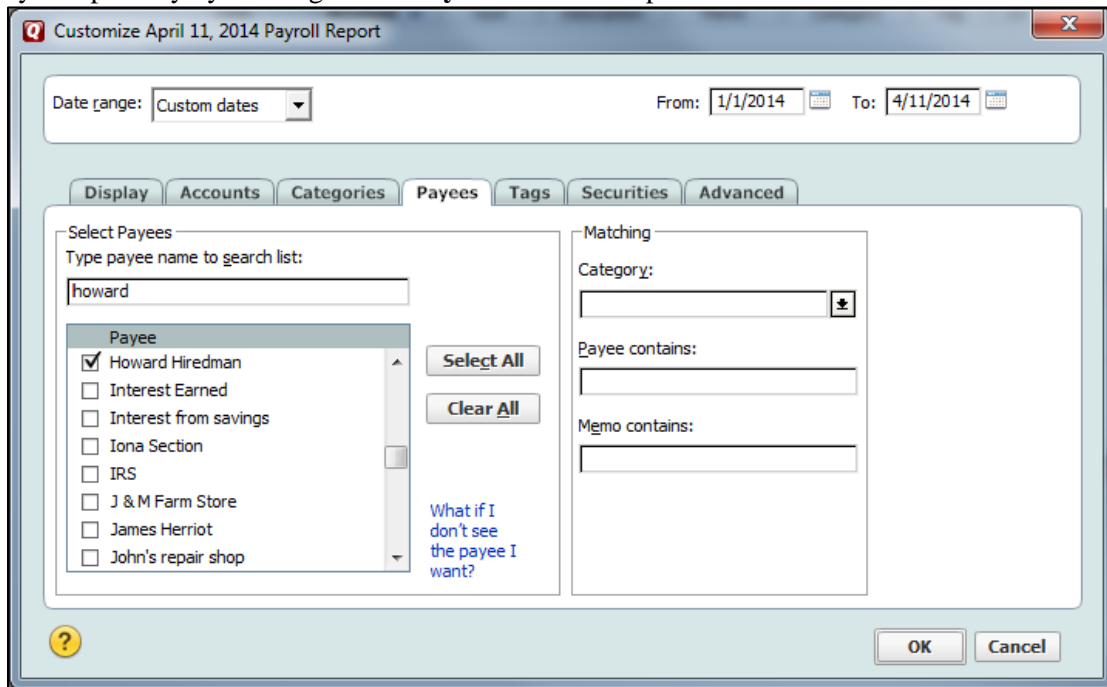 Customize April 11, 2014 Payroll Report
X
Date range: Custom dates From: 1/1/2014 To: 4/11/2014
Display Accounts Categories Payees Tags Securities Advanced
Select Payees
Type payee name to search list:
howard
Payee
Howard Hiredman
Interest Earned
Interest from savings
Iona Section
IRS
J & M Farm Store
James Herriot
John's repair shop
Select All
Clear All
What if I
don't see
the payee I
want?
Matching
Category:
Payee contains:
Memo contains:
?
OK Cancel